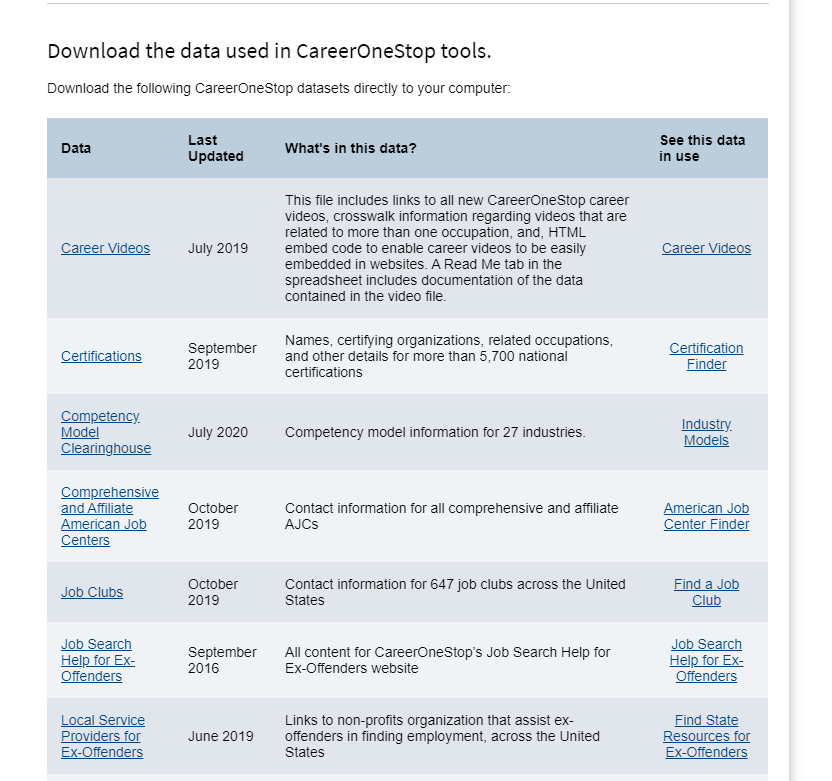 Download the data used in CareerOneStop tools.
Download the following CareerOneStop datasets directly to your computer:
Data
Last
Updated
What's in this data?
See this data
in use
Career Videos
July 2019
This file includes links to all new CareerOneStop career
videos, crosswalk information regarding videos that are
related to more than one occupation, and, HTML
embed code to enable career videos to be easily
embedded in websites. A Read Me tab in the
spreadsheet includes documentation of the data
contained in the video file.
Career Videos
Certifications
September
2019
Names, certifying organizations, related occupations,
and other details for more than 5,700 national
certifications
Certification
Finder
Competency
Model
Clearinghouse
July 2020
Competency model information for 27 industries.
Industry
Models
Comprehensive
and Affiliate
American Job
Centers
October
2019
Contact information for all comprehensive and affiliate
AJCs
American Job
Center Finder
Job Clubs
October
2019
Contact information for 647 job clubs across the United
States
Find a Job
Club
Job Search
Help for Ex-
Offenders
September
2016
All content for CareerOneStop's Job Search Help for
Ex-Offenders website
Job Search
Help for Ex-
Offenders
Local Service
Providers for
Ex-Offenders
June 2019
Links to non-profits organization that assist ex-
offenders in finding employment, across the United
States
Find State
Resources for
Ex-Offenders